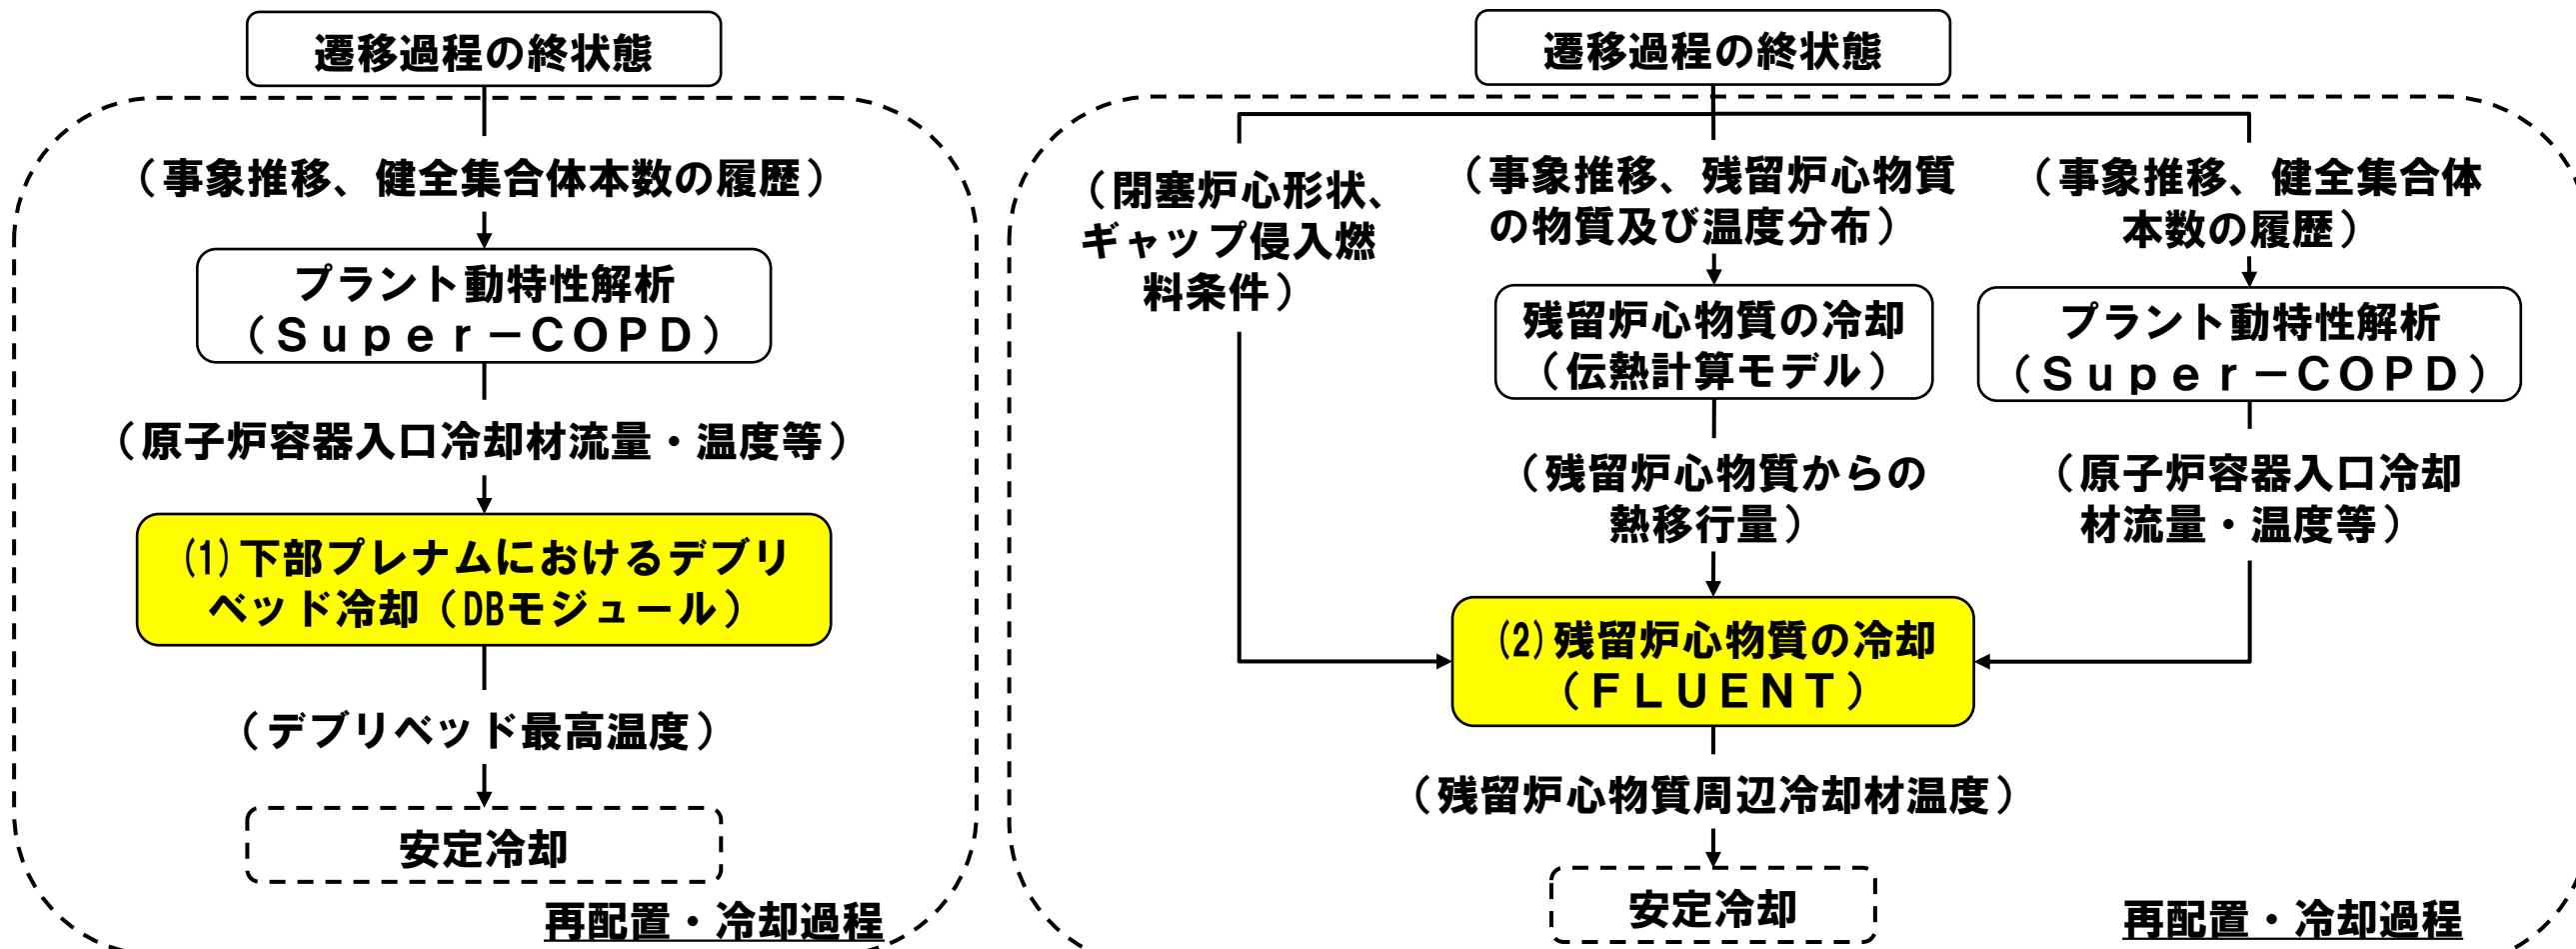 遷移過程の終状態
（事象推移、健全集合体本数の履歴）
プラント動特性解析
（Ｓｕｐｅｒ－ＣＯＰＤ）
（原子炉容器入口冷却材流量・温度等）
(1)下部プレナムにおけるデブリ
ベッド冷却（DBモジュール）
（デブリベッド最高温度）
安定冷却
再配置・冷却過程
遷移過程の終状態
（閉塞炉心形状、
ギャップ侵入燃
料条件）
（事象推移、残留炉心物質
の物質及び温度分布）
残留炉心物質の冷却
（伝熱計算モデル）
（残留炉心物質からの
熱移行量）
（事象推移、健全集合体
本数の履歴）
プラント動特性解析
（Ｓｕｐｅｒ－ＣＯＰＤ）
（原子炉容器入口冷却
材流量・温度等）
(2)残留炉心物質の冷却
（ＦＬＵＥＮＴ）
（残留炉心物質周辺冷却材温度）
安定冷却
再配置・冷却過程